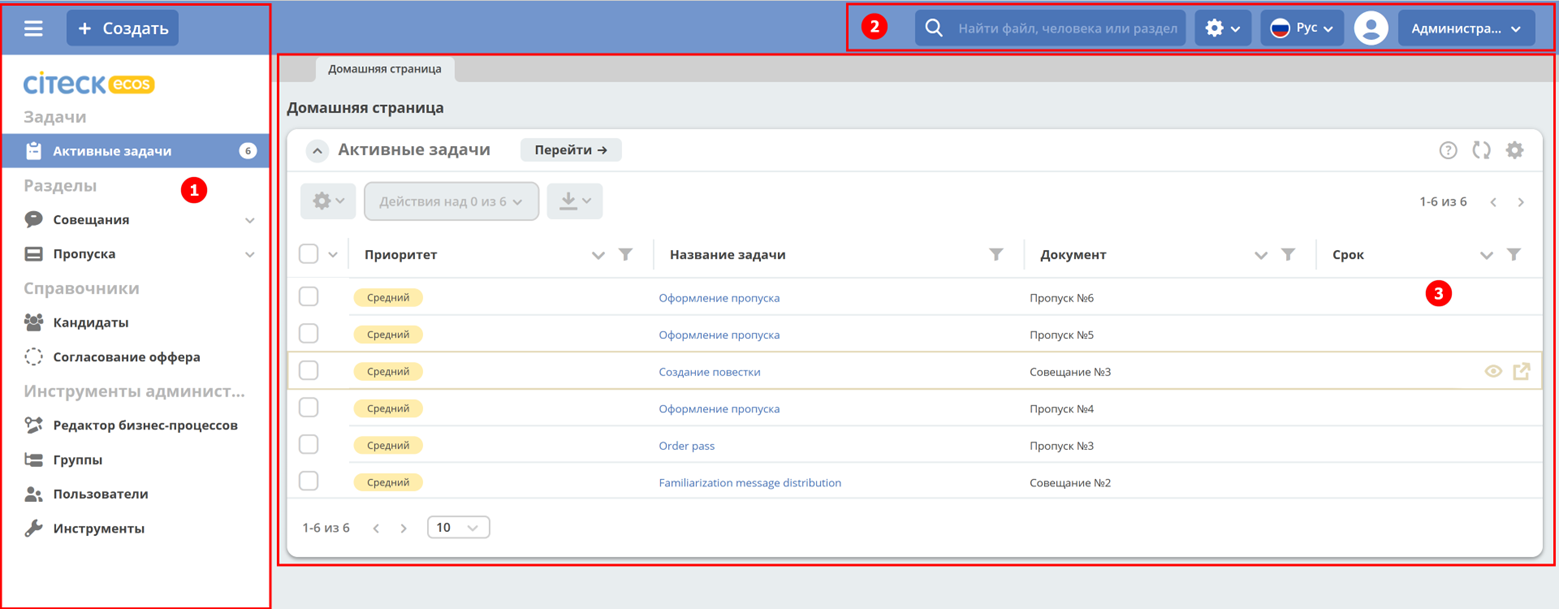 + Создать
2
Найти файл, человека или раздел
Рус
Администра...
citeck ecos
Задачи
Активные задачи 6
1
Разделы
Совещания
Пропуска
Справочники
Кандидаты
Согласование оффера
Инструменты админист...
Редактор бизнес-процессов
Группы
Пользователи
Инструменты
Домашняя страница
Домашняя страница
Активные задачи Перейти →
?
Действия над 0 из 6
1-6 из 6
Приоритет Название задачи Документ Срок
3
Средний Оформление пропуска Пропуск №6
Средний Оформление пропуска Пропуск №5
Средний Создание повестки Совещание №3
Средний Оформление пропуска Пропуск №4
Средний Order pass Пропуск №3
Средний Familiarization message distribution Совещание №2
1-6 из 6 10